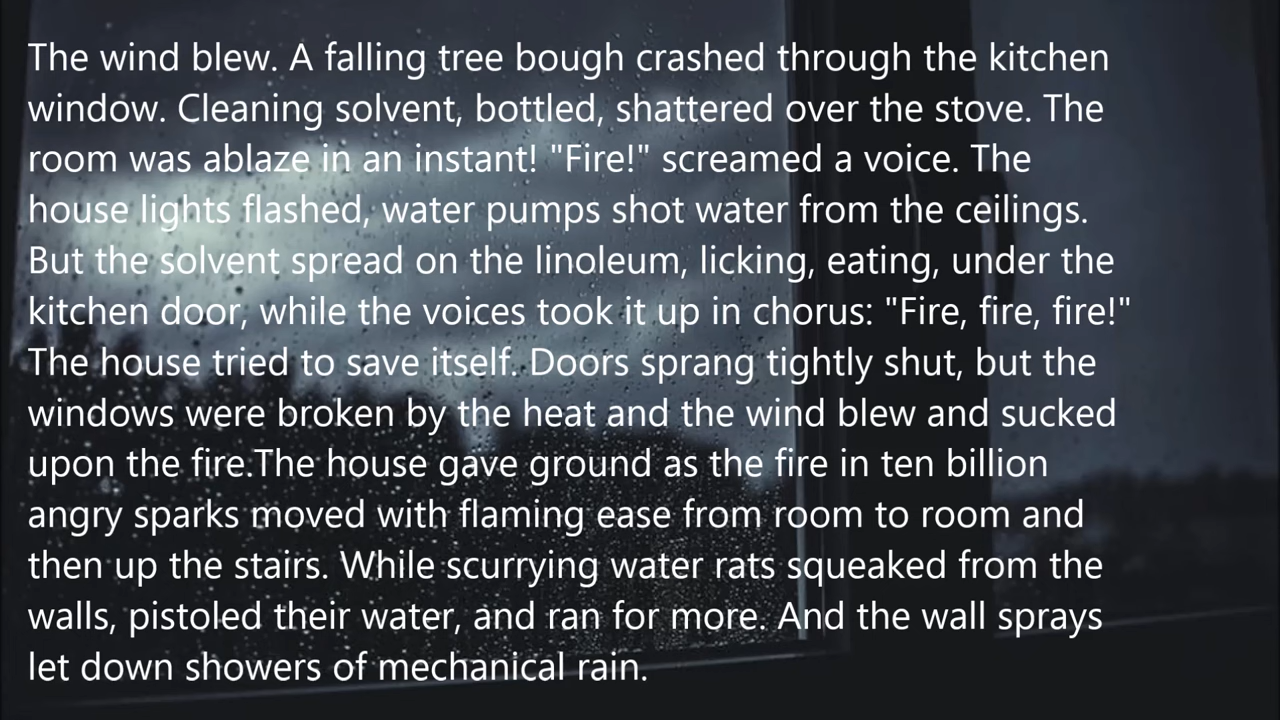 The wind blew. A falling tree bough crashed through the kitchen
window. Cleaning solvent, bottled, shattered over the stove. The
room was ablaze in an instant! "Fire!" screamed a voice. The
house lights flashed, water pumps shot water from the ceilings.
But the solvent spread on the linoleum, licking, eating, under the
kitchen door, while the voices took it up in chorus: "Fire, fire, fire!"
The house tried to save itself. Doors sprang tightly shut, but the
windows were broken by the heat and the wind blew and sucked
upon the fire.The house gave ground as the fire in ten billion
angry sparks moved with flaming ease from room to room and
then up the stairs. While scurrying water rats squeaked from the
walls, pistoled their water, and ran for more. And the wall sprays
let down showers of mechanical rain.